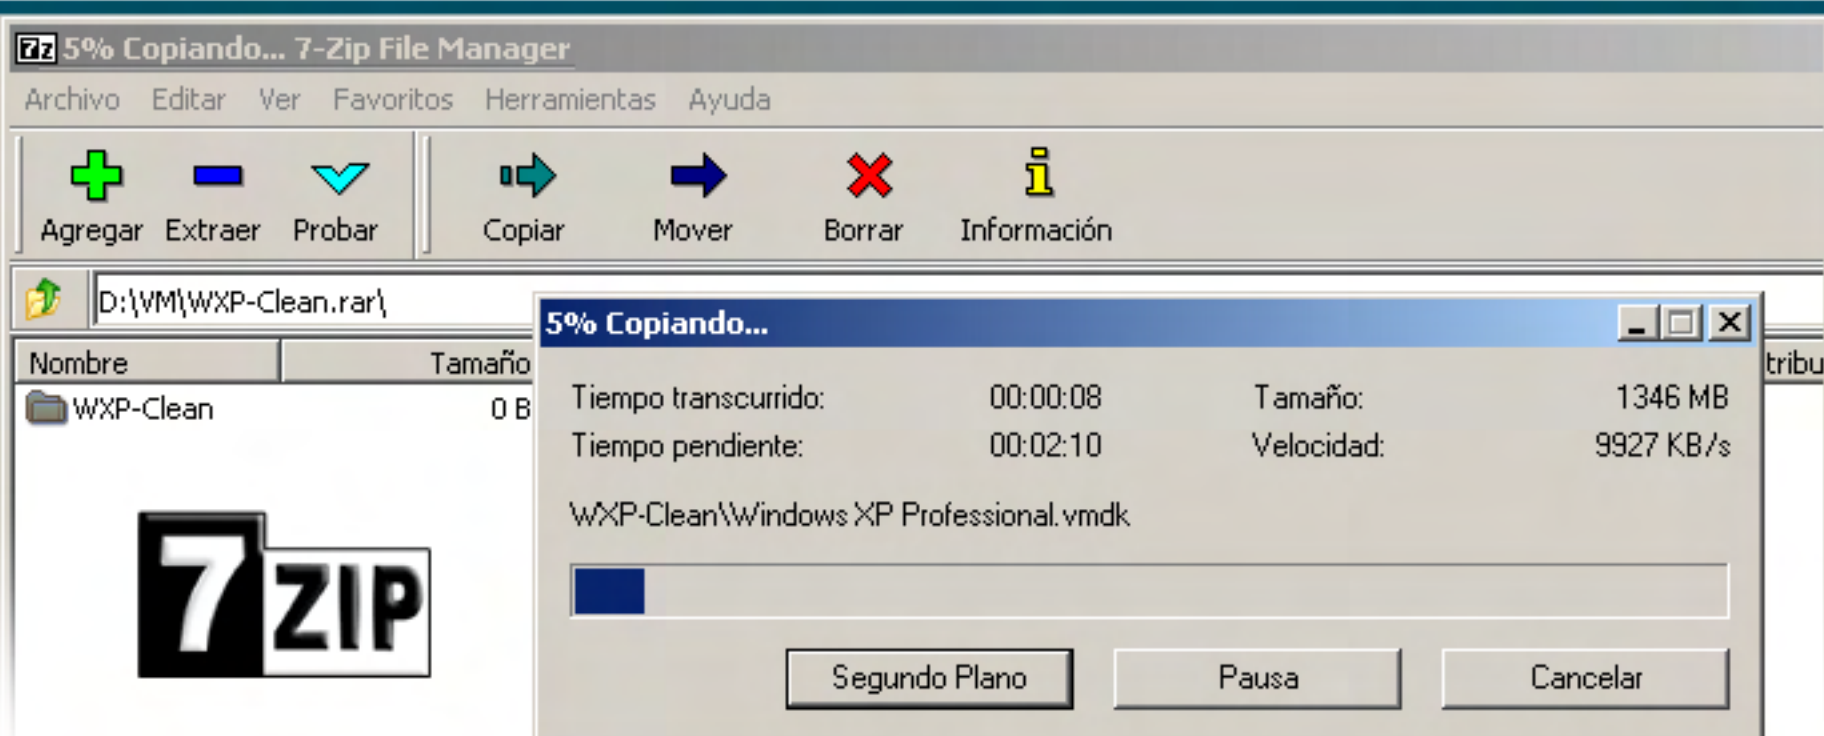 7z 5% Copiando... 7-Zip File Manager
Archivo Editar Ver Favoritos Herramientas Ayuda
Agregar Extraer Probar Copiar Mover Borrar Información
D:\VM\WXP-Clean.rar\
Nombre Tamaño
WXP-Clean 0 B
7 ZIP
5% Copiando...
Tiempo transcurrido: 00:00:08 Tamaño: 1346 MB
Tiempo pendiente: 00:02:10 Velocidad: 9927 KB/s
WXP-Clean\Windows XP Professional.vmdk
Segundo Plano Pausa Cancelar